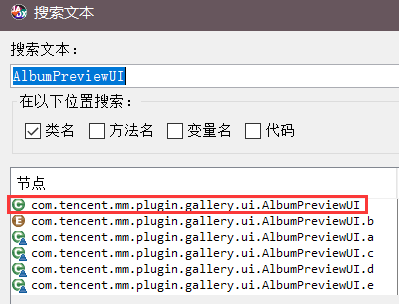 搜索文本
搜索文本:
AlbumPreviewUI
在以下位置搜索:
类名 方法名 变量名 代码
节点
com.tencent.mm.plugin.gallery.ui.AlbumPreviewUI
com.tencent.mm.plugin.gallery.ui.AlbumPreviewUI.b
com.tencent.mm.plugin.gallery.ui.AlbumPreviewUI.a
com.tencent.mm.plugin.gallery.ui.AlbumPreviewUI.c
com.tencent.mm.plugin.gallery.ui.AlbumPreviewUI.d
com.tencent.mm.plugin.gallery.ui.AlbumPreviewUI.e